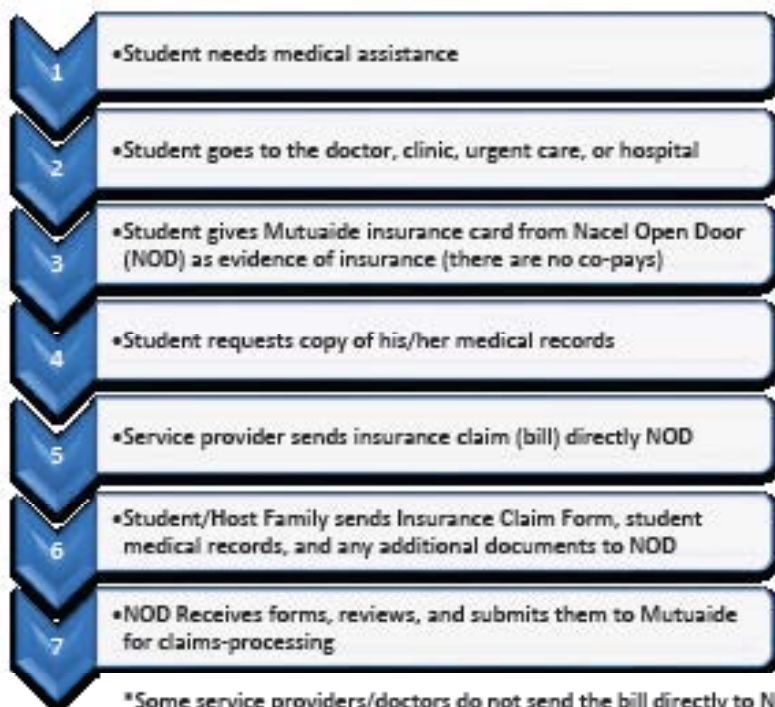 1
•Student needs medical assistance
2
•Student goes to the doctor, clinic, urgent care, or hospital
3
•Student gives Mutuaide insurance card from Nacel Open Door
(NOD) as evidence of insurance (there are no co-pays)
4
•Student requests copy of his/her medical records
5
•Service provider sends insurance claim (bill) directly NOD
6
•Student/Host Family sends Insurance Claim Form, student
medical records, and any additional documents to NOD
7
•NOD Receives forms, reviews, and submits them to Mutuaide
for claims-processing
*Some service providers/doctors do not send the bill directly to